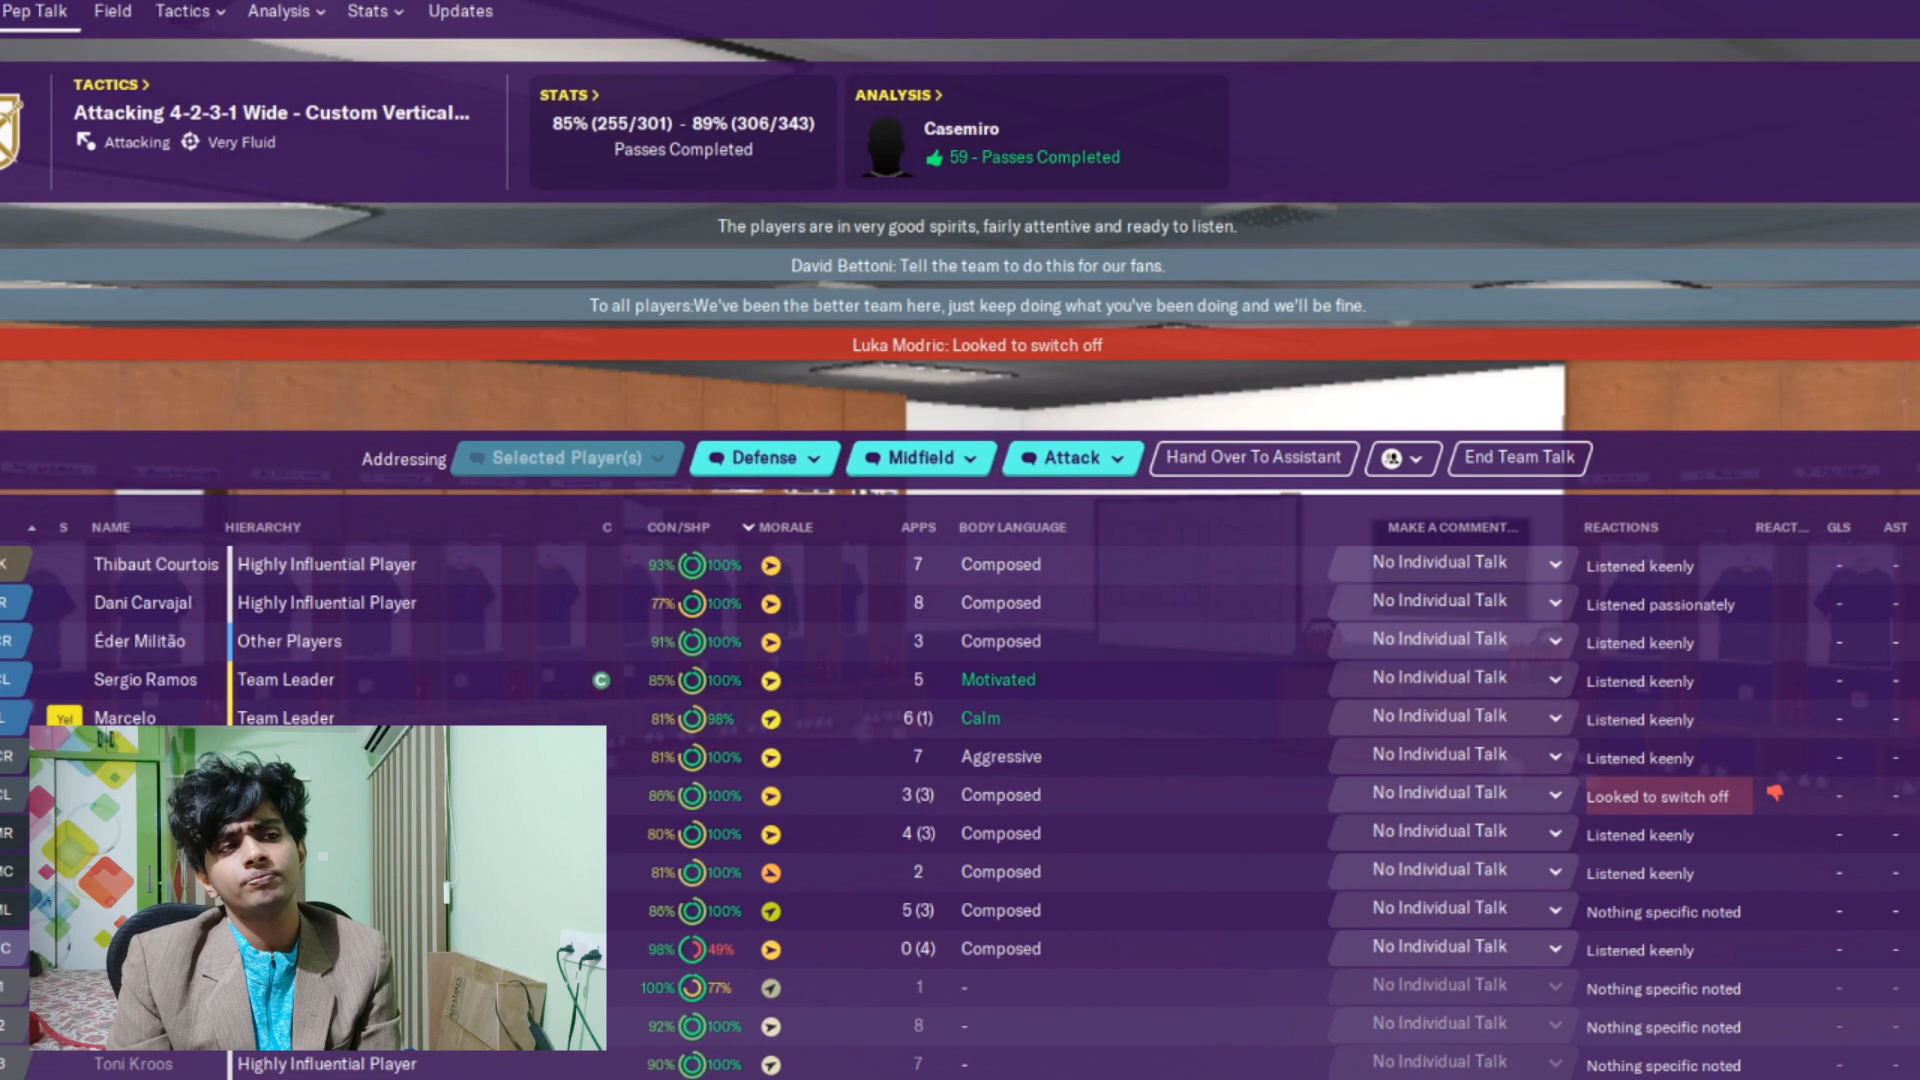 Pep Talk Field Tactics Analysis Stats Updates
TACTICS >
Attacking 4-2-3-1 Wide - Custom Vertical...
Attacking Very Fluid
STATS >
85% (255/301) - 89% (306/343)
Passes Completed
ANALYSIS >
Casemiro
59 - Passes Completed
The players are in very good spirits, fairly attentive and ready to listen.
David Bettoni: Tell the team to do this for our fans.
To all players:We've been the better team here, just keep doing what you've been doing and we'll be fine.
Luka Modric: Looked to switch off
Addressing Selected Player(s) Defense Midfield Attack Hand Over To Assistant End Team Talk
S NAME HIERARCHY C CON/SHP MORALE APPS BODY LANGUAGE MAKE A COMMENT... REACTIONS REACT... GLS AST
K Thibaut Courtois Highly Influential Player 93% 100% 7 Composed No Individual Talk Listened keenly - -
R Dani Carvajal Highly Influential Player 77% 100% 8 Composed No Individual Talk Listened passionately - -
CR Éder Militão Other Players 91% 100% 3 Composed No Individual Talk Listened keenly - -
CL Sergio Ramos Team Leader C 85% 100% 5 Motivated No Individual Talk Listened keenly - -
L Yel Marcelo Team Leader 81% 98% 6 (1) Calm No Individual Talk Listened keenly - -
CR 81% 100% 7 Aggressive No Individual Talk Listened keenly - -
CL 86% 100% 3 (3) Composed No Individual Talk Looked to switch off - -
MR 80% 100% 4 (3) Composed No Individual Talk Listened keenly - -
MC 81% 100% 2 Composed No Individual Talk Listened keenly - -
ML 86% 100% 5 (3) Composed No Individual Talk Nothing specific noted - -
C 98% 49% 0 (4) Composed No Individual Talk Listened keenly - -
1 100% 77% 1 - No Individual Talk Nothing specific noted - -
2 92% 100% 8 - No Individual Talk Nothing specific noted - -
3 Toni Kroos Highly Influential Player 90% 100% 7 - No Individual Talk Nothing specific noted - -